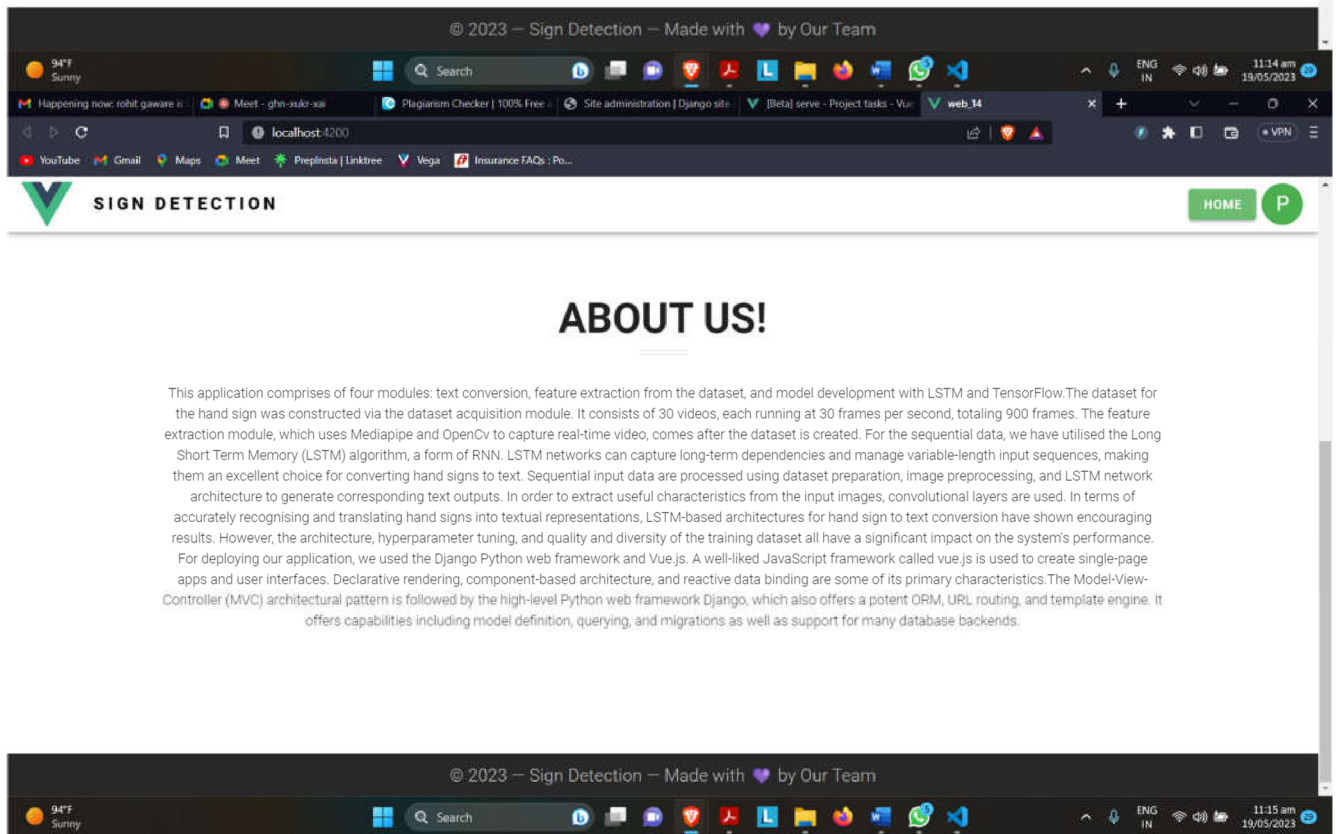 © 2023 — Sign Detection — Made with 💜 by Our Team
94°F
Sunny
Search
ENG
IN
11:14 am
19/05/2023
29
Happening now: rohit gaware is
Meet - ghn-xukr-xai
Plagiarism Checker | 100% Free
Site administration | Django site
[Beta] serve - Project tasks - Vue
web_14
localhost:4200
VPN
YouTube
Gmail
Maps
Meet
PrepInsta | Linktree
Vega
Insurance FAQs : Po...
SIGN DETECTION
HOME
P
ABOUT US!
This application comprises of four modules: text conversion, feature extraction from the dataset, and model development with LSTM and TensorFlow.The dataset for
the hand sign was constructed via the dataset acquisition module. It consists of 30 videos, each running at 30 frames per second, totaling 900 frames. The feature
extraction module, which uses Mediapipe and OpenCv to capture real-time video, comes after the dataset is created. For the sequential data, we have utilised the Long
Short Term Memory (LSTM) algorithm, a form of RNN. LSTM networks can capture long-term dependencies and manage variable-length input sequences, making
them an excellent choice for converting hand signs to text. Sequential input data are processed using dataset preparation, image preprocessing, and LSTM network
architecture to generate corresponding text outputs. In order to extract useful characteristics from the input images, convolutional layers are used. In terms of
accurately recognising and translating hand signs into textual representations, LSTM-based architectures for hand sign to text conversion have shown encouraging
results. However, the architecture, hyperparameter tuning, and quality and diversity of the training dataset all have a significant impact on the system's performance.
For deploying our application, we used the Django Python web framework and Vue.js. A well-liked JavaScript framework called vue.js is used to create single-page
apps and user interfaces. Declarative rendering, component-based architecture, and reactive data binding are some of its primary characteristics.The Model-View-
Controller (MVC) architectural pattern is followed by the high-level Python web framework Django, which also offers a potent ORM, URL routing, and template engine. It
offers capabilities including model definition, querying, and migrations as well as support for many database backends.
© 2023 — Sign Detection — Made with 💜 by Our Team
94°F
Sunny
Search
ENG
IN
11:15 am
19/05/2023
29